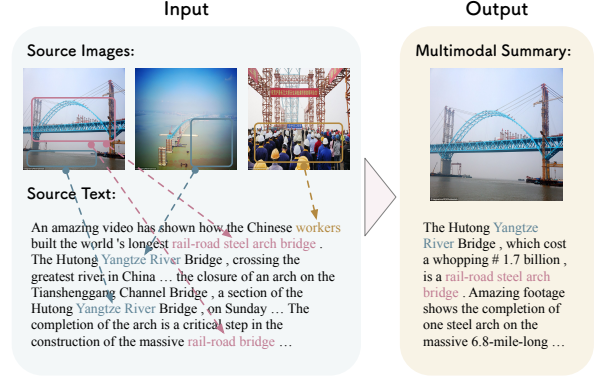 Input
Output
Source Images:
Multimodal Summary:
Source Text:
An amazing video has shown how the Chinese workers
built the world 's longest rail-road steel arch bridge .
The Hutong Yangtze River Bridge , crossing the
greatest river in China … the closure of an arch on the
Tianshenggang Channel Bridge , a section of the
Hutong Yangtze River Bridge , on Sunday … The
completion of the arch is a critical step in the
construction of the massive rail-road bridge …
The Hutong Yangtze
River Bridge , which cost
a whopping # 1.7 billion ,
is a rail-road steel arch
bridge . Amazing footage
shows the completion of
one steel arch on the
massive 6.8-mile-long …